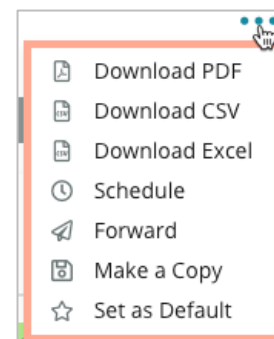 Download PDF
Download CSV
Download Excel
Schedule
Forward
Make a Copy
Set as Default